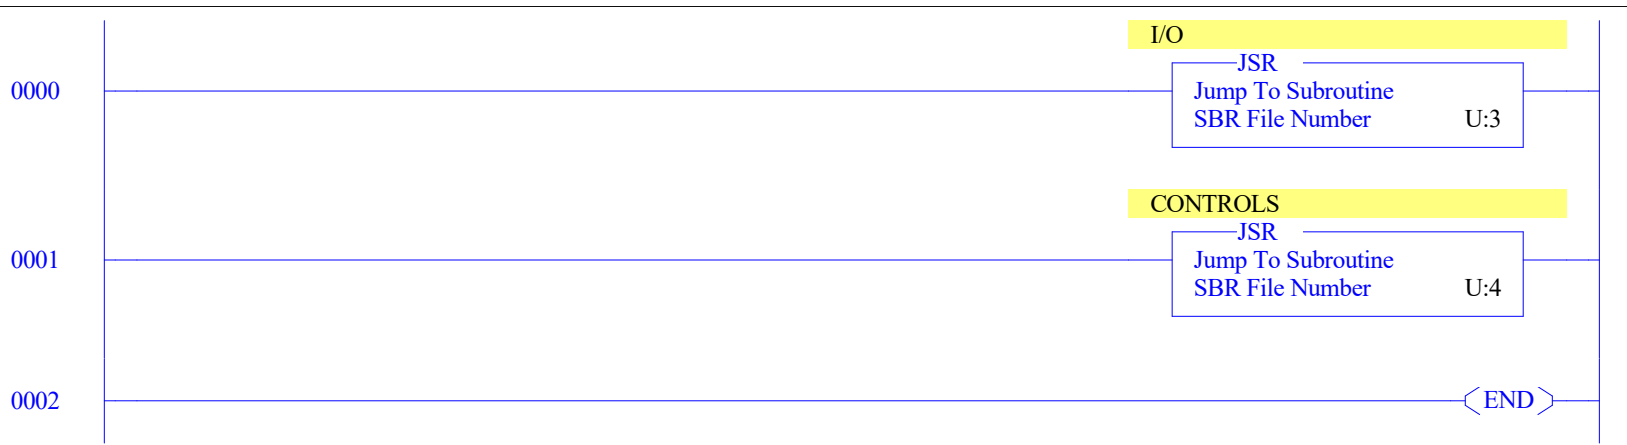 I/O
JSR
0000
Jump To Subroutine
SBR File Number U:3
CONTROLS
JSR
0001
Jump To Subroutine
SBR File Number U:4
0002
END